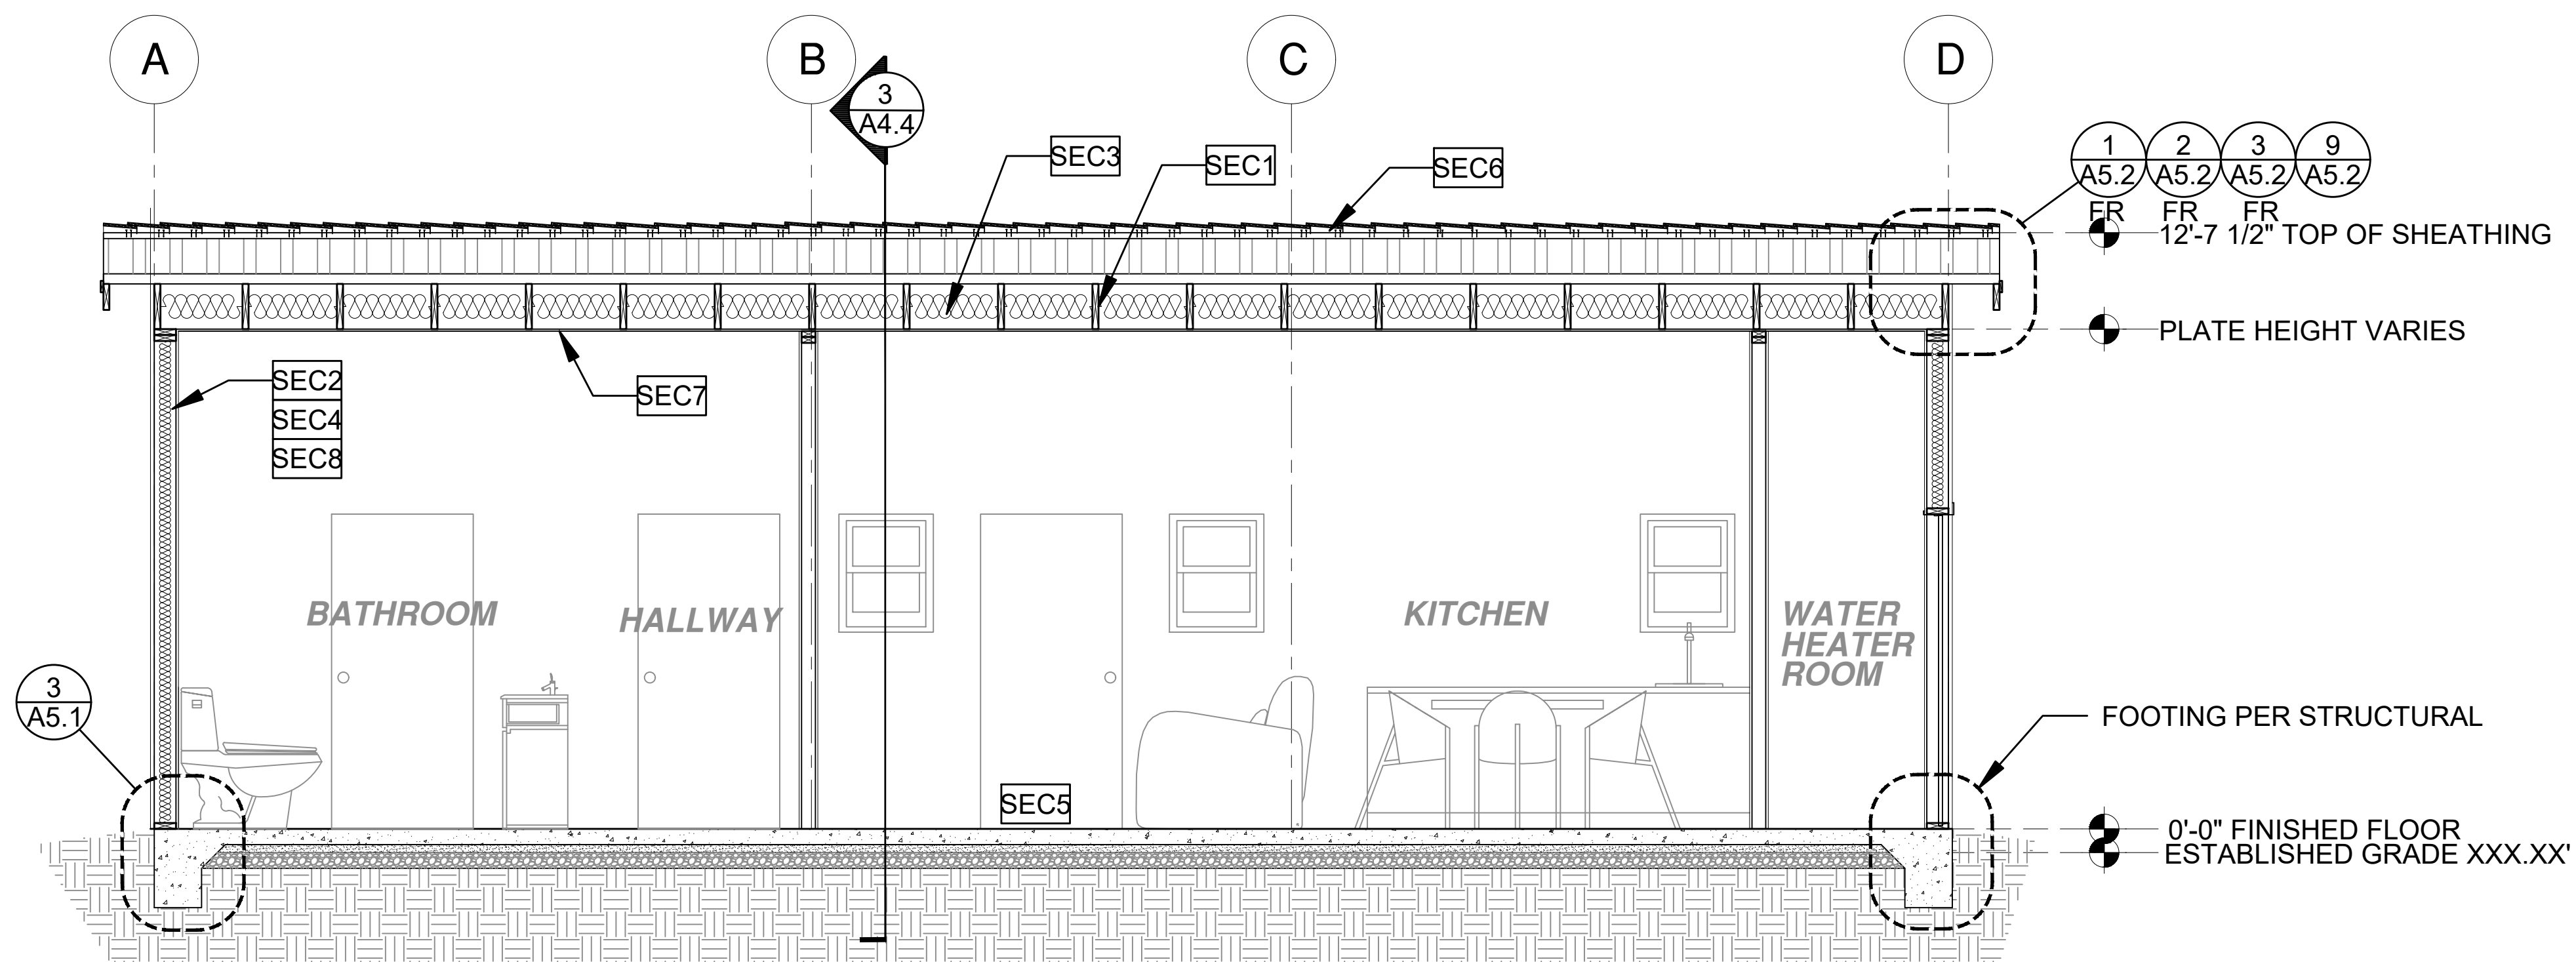 A
B
C
D
3
A4.4
SEC3
SEC1
SEC6
1
A5.2
FR
2
A5.2
FR
3
A5.2
FR
9
A5.2
12'-7 1/2" TOP OF SHEATHING
PLATE HEIGHT VARIES
SEC2
SEC4
SEC8
SEC7
BATHROOM
HALLWAY
KITCHEN
WATER
HEATER
ROOM
3
A5.1
FOOTING PER STRUCTURAL
SEC5
0'-0" FINISHED FLOOR
ESTABLISHED GRADE XXX.XX'